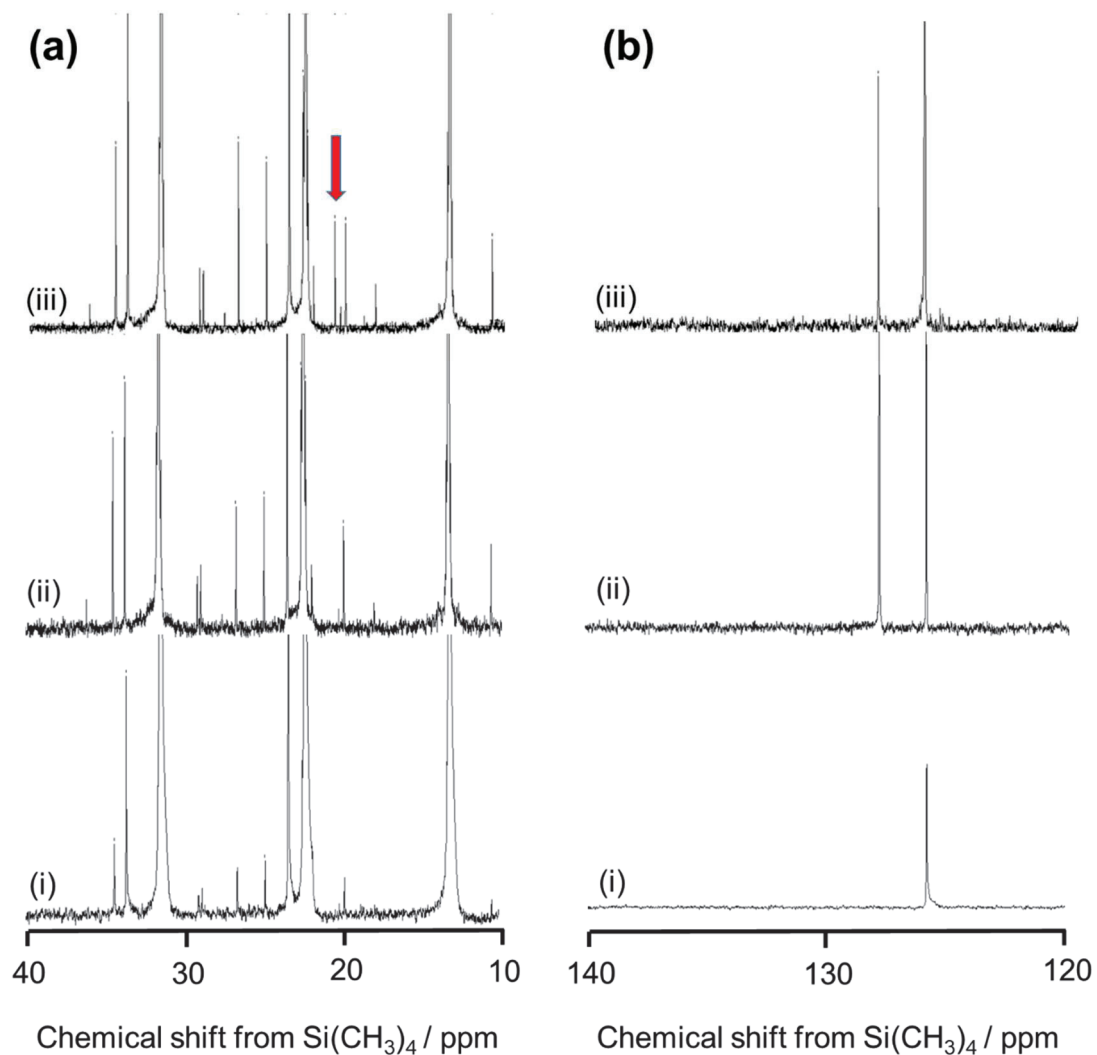 (a)
(iii)
(ii)
(i)
40 30 20 10
Chemical shift from Si(CH₃)₄ / ppm
(b)
(iii)
(ii)
(i)
140 130 120
Chemical shift from Si(CH₃)₄ / ppm